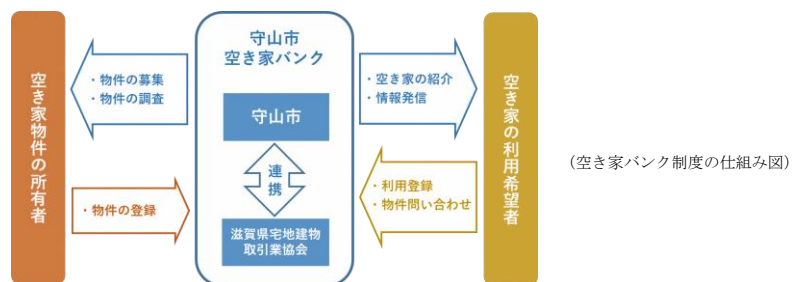 空き家物件の所有者
・物件の募集
・物件の調査
・物件の登録
守山市
空き家バンク
守山市
連携
滋賀県宅地建物
取引業協会
・空き家の紹介
・情報発信
・利用登録
・物件問い合わせ
空き家の利用希望者
（空き家バンク制度の仕組み図）